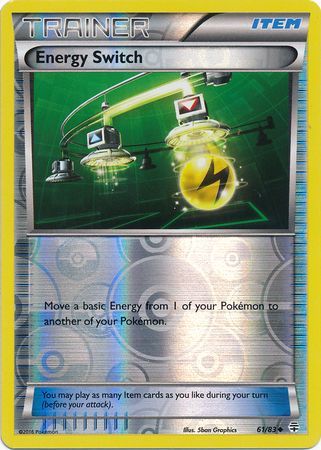 TRAINER ITEM
Energy Switch
Move a basic Energy from 1 of your Pokémon to
another of your Pokémon.
You may play as many Item cards as you like during your turn
(before your attack).
©2016 Pokémon Illus. 5ban Graphics 61/83